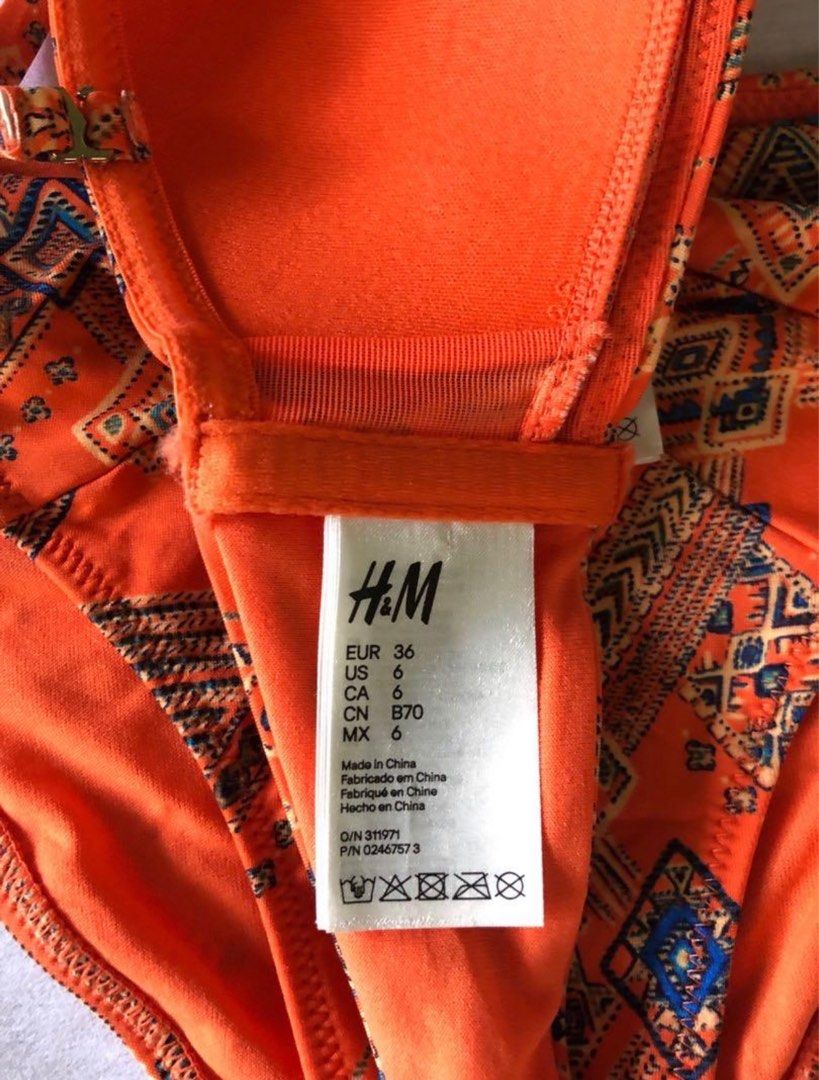 H&M
EUR 36
US 6
CA 6
CN B70
MX 6
Made in China
Fabricado em China
Fabriqué en Chine
Hecho en China
O/N 311971
P/N 0246757 3